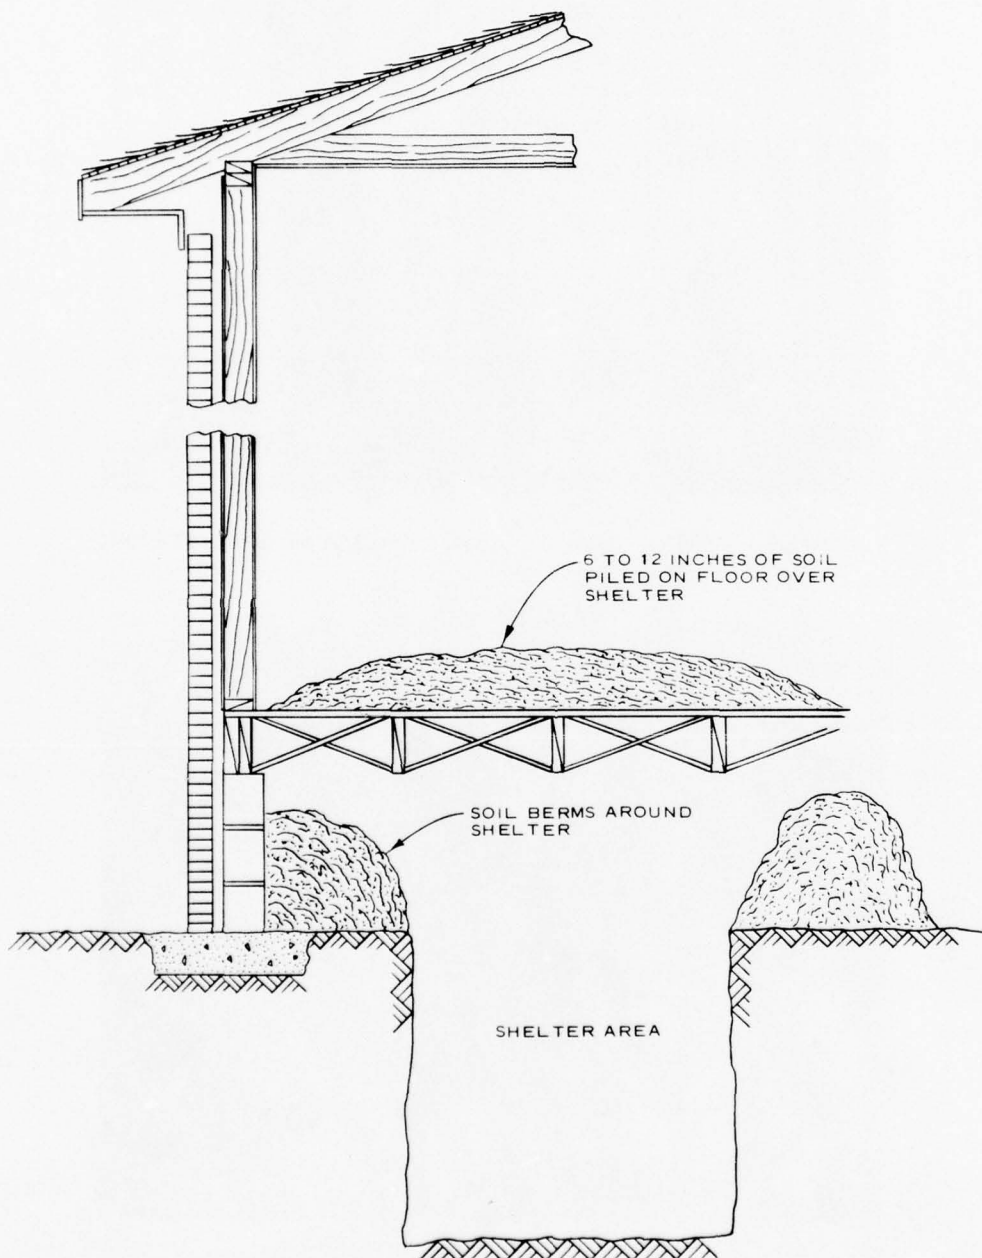 6 TO 12 INCHES OF SOIL
PILED ON FLOOR OVER
SHELTER
SOIL BERMS AROUND
SHELTER
SHELTER AREA